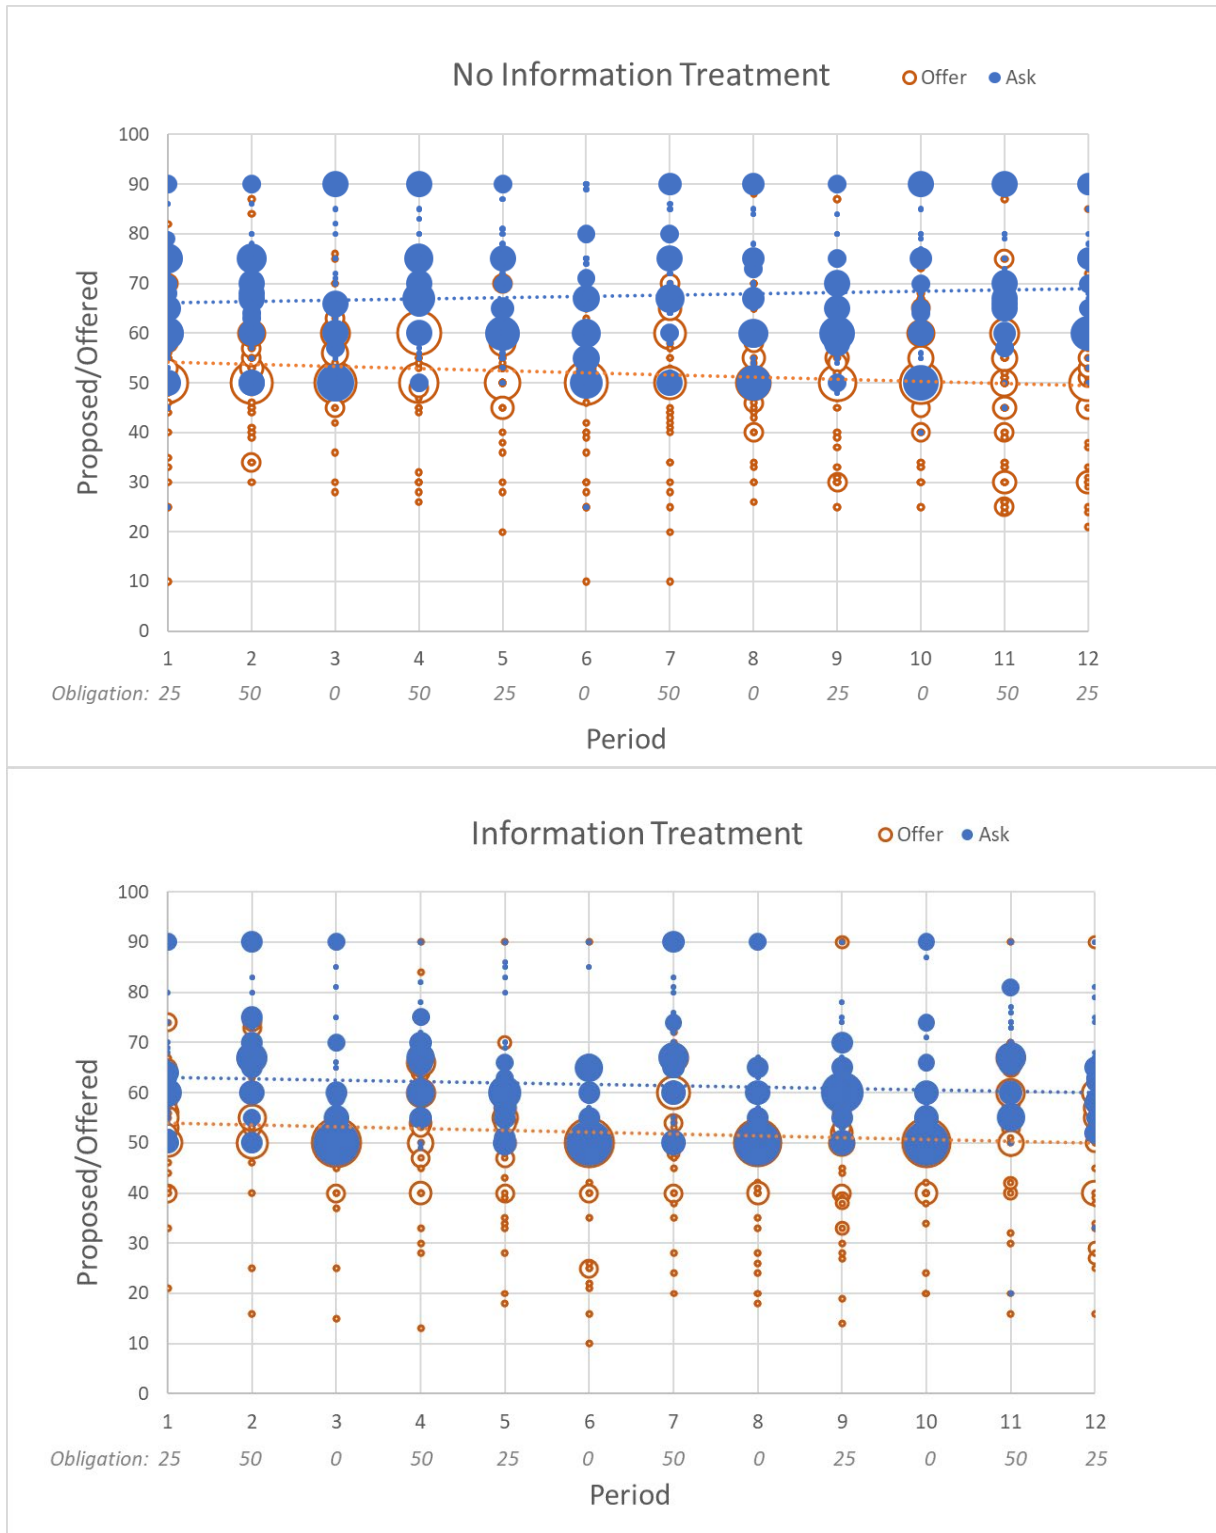 No Information Treatment
Offer Ask
100
90
80
70
60
50
40
30
20
10
0
Proposed/Offered
1 2 3 4 5 6 7 8 9 10 11 12
Obligation: 25 50 0 50 25 0 50 0 25 0 50 25
Period
Information Treatment
Offer Ask
100
90
80
70
60
50
40
30
20
10
0
Proposed/Offered
1 2 3 4 5 6 7 8 9 10 11 12
Obligation: 25 50 0 50 25 0 50 0 25 0 50 25
Period